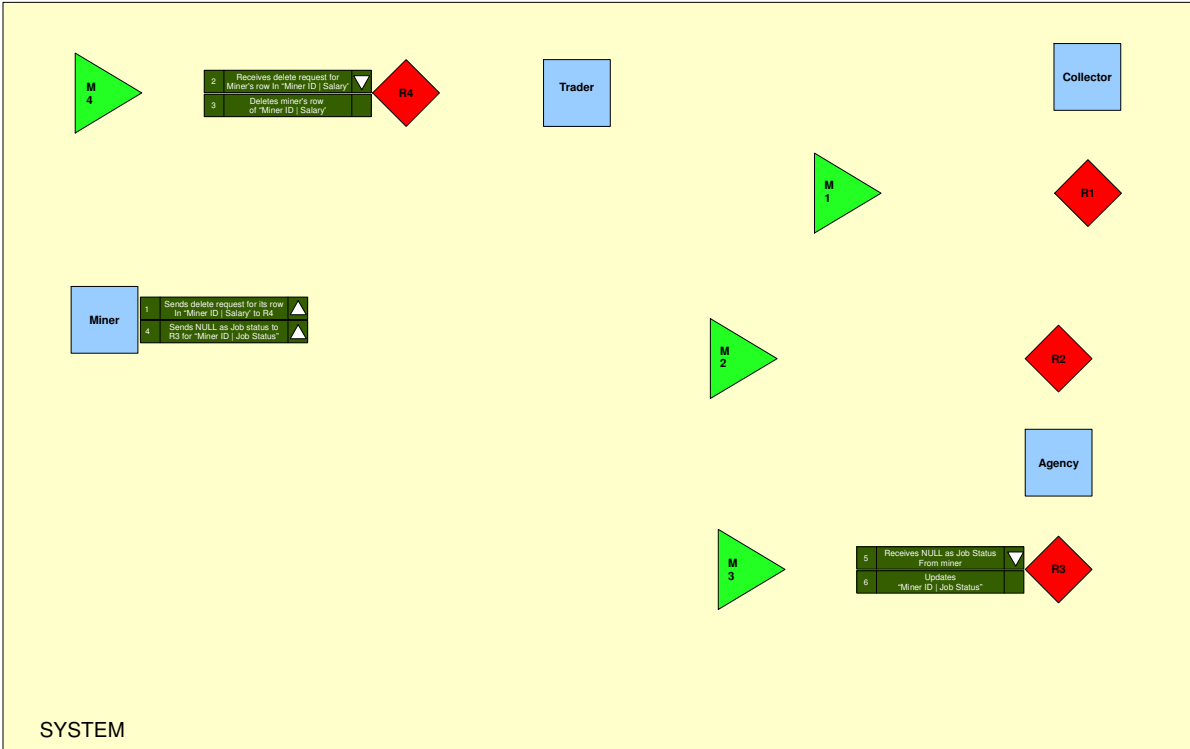 M
4
2
Receives delete request for
Miner's row In “Miner ID | Salary'
3
Deletes miner's row
of “Miner ID | Salary'
R4
Trader
Collector
M
1
R1
Miner
1
Sends delete request for its row
In “Miner ID | Salary' to R4
4
Sends NULL as Job status to
R3 for “Miner ID | Job Status”
M
2
R2
Agency
M
3
5
Receives NULL as Job Status
From miner
6
Updates
“Miner ID | Job Status”
R3
SYSTEM